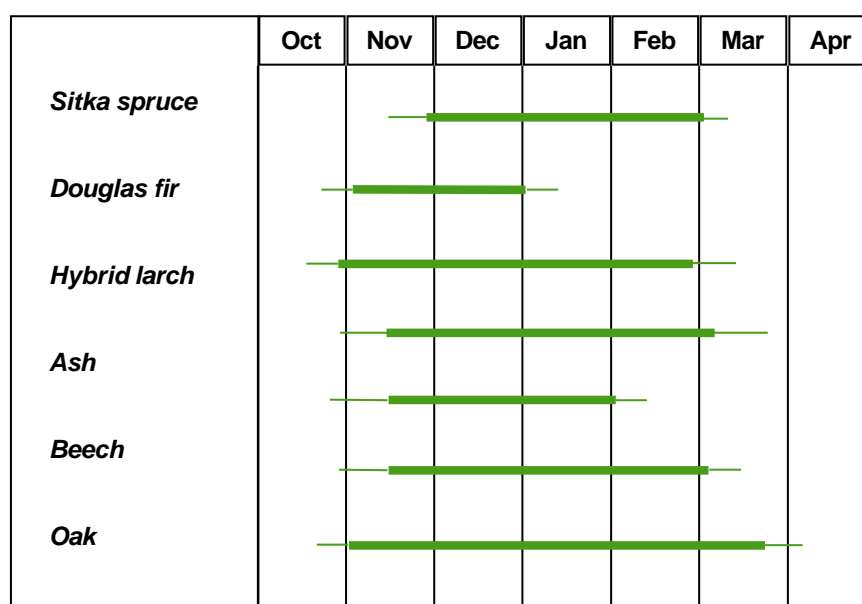 Oct Nov Dec Jan Feb Mar Apr
Sitka spruce
Douglas fir
Hybrid larch
Ash
Beech
Oak